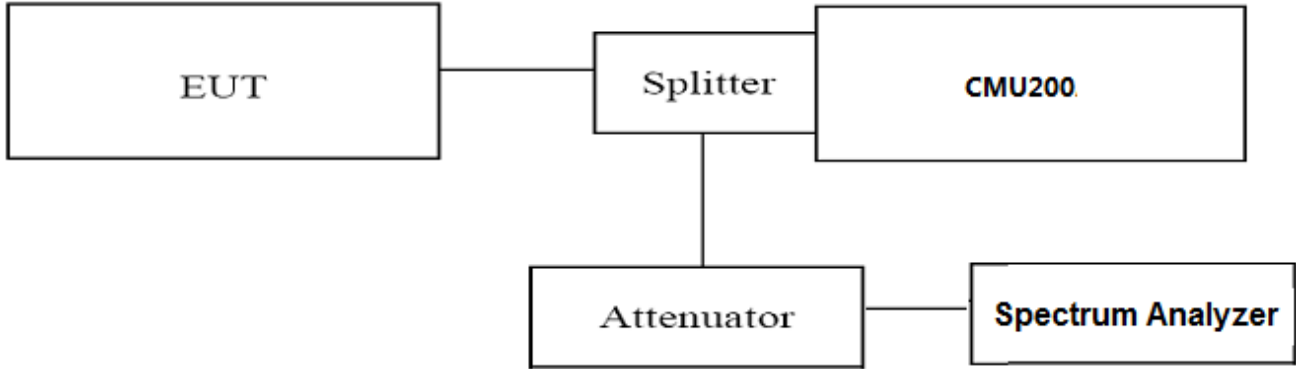 EUT
Splitter
CMU200
Attenuator
Spectrum Analyzer